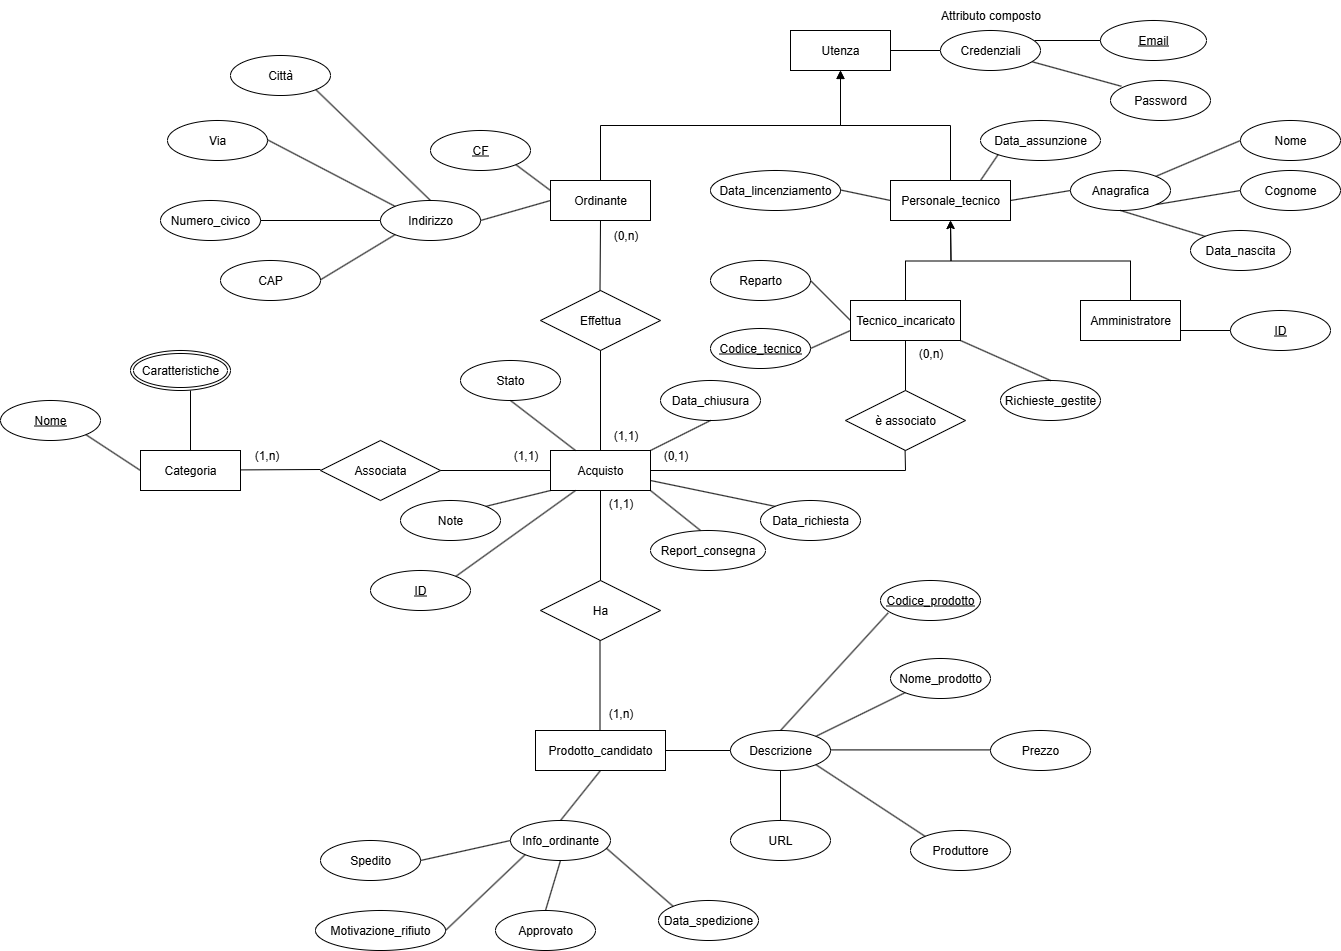 Attributo composto
Utenza
Credenziali
Email
Password
Città
Via
Numero_civico
CAP
Indirizzo
CF
Ordinante
(0,n)
Data_assunzione
Data_lincenziamento
Personale_tecnico
Anagrafica
Nome
Cognome
Data_nascita
Reparto
Codice_tecnico
Tecnico_incaricato
(0,n)
Amministratore
ID
Richieste_gestite
Effettua
è associato
Caratteristiche
Nome
Categoria
(1,n)
Associata
(1,1)
Stato
Data_chiusura
(1,1)
(0,1)
Acquisto
(1,1)
Note
ID
Report_consegna
Data_richiesta
Ha
(1,n)
Prodotto_candidato
Descrizione
Codice_prodotto
Nome_prodotto
Prezzo
Produttore
URL
Info_ordinante
Spedito
Motivazione_rifiuto
Approvato
Data_spedizione